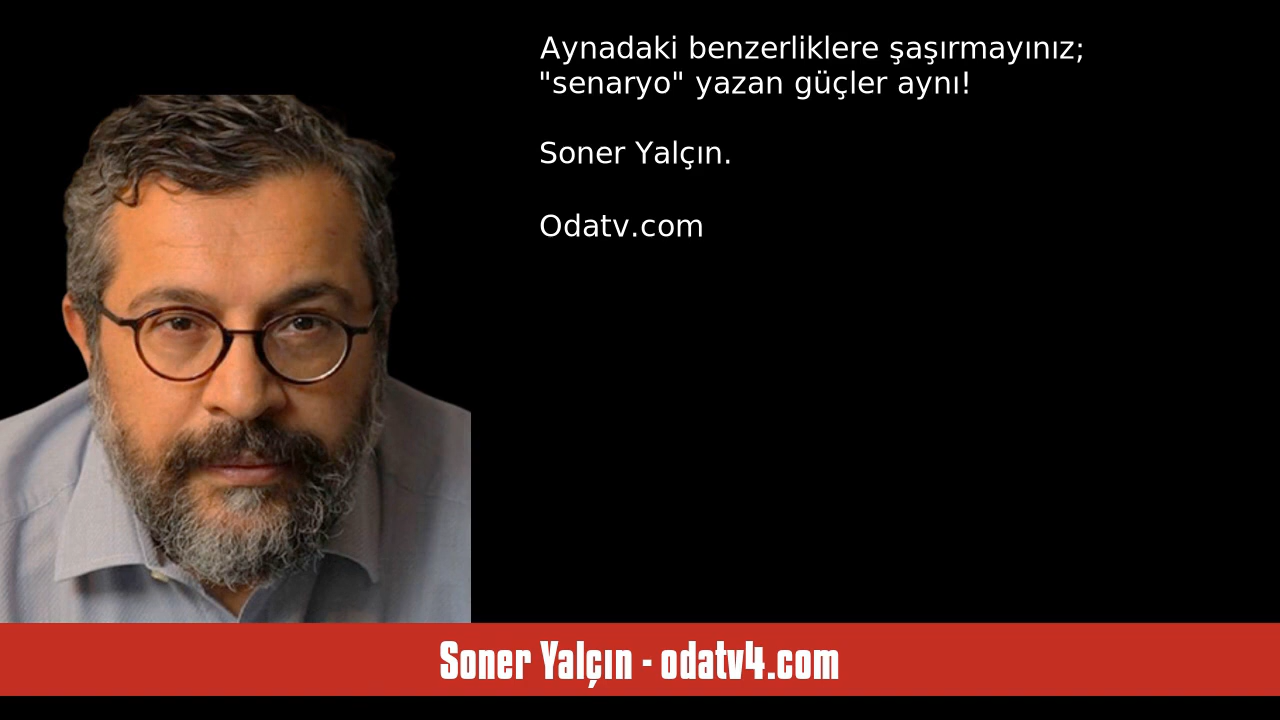 Aynadaki benzerliklere şaşırmayınız;
"senaryo" yazan güçler aynı!
Soner Yalçın.
Odatv.com
Soner Yalçın - odatv4.com